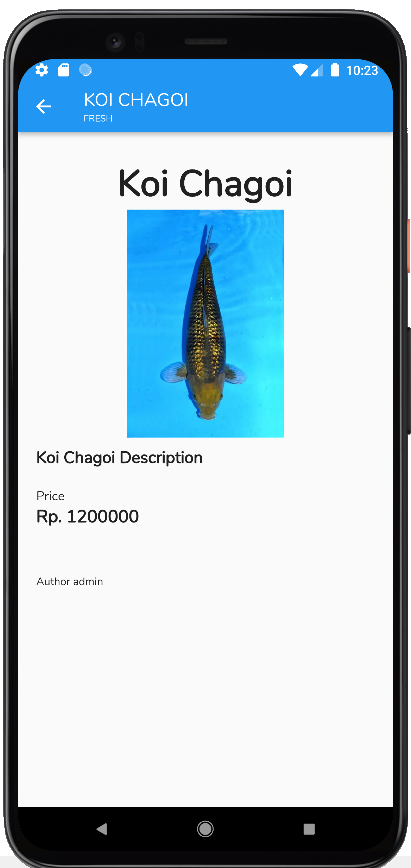 10:23
KOI CHAGOI
FRESH
Koi Chagoi
Koi Chagoi Description
Price
Rp. 1200000
Author admin